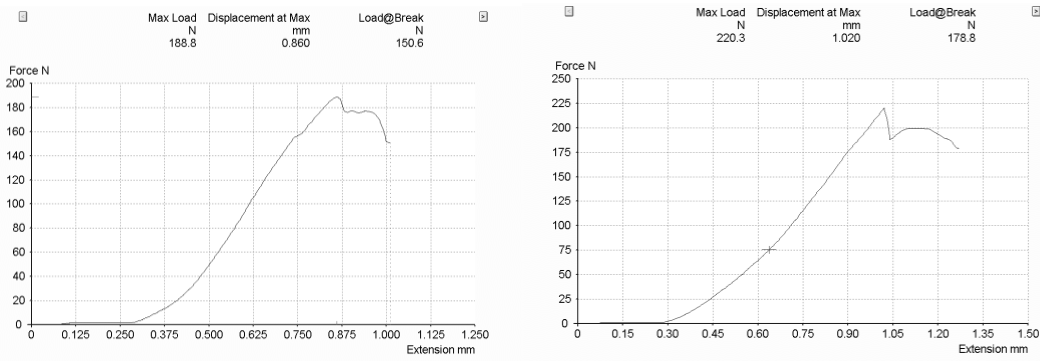 Max Load Displacement at Max Load@Break
N mm N
188.8 0.860 150.6
Force N
200
180
160
140
120
100
80
60
40
20
0
0 0.125 0.250 0.375 0.500 0.625 0.750 0.875 1.000 1.125 1.250
Extension mm
Max Load Displacement at Max Load@Break
N mm N
220.3 1.020 178.8
Force N
250
225
200
175
150
125
100
75
50
25
0
0 0.15 0.30 0.45 0.60 0.75 0.90 1.05 1.20 1.35 1.50
Extension mm